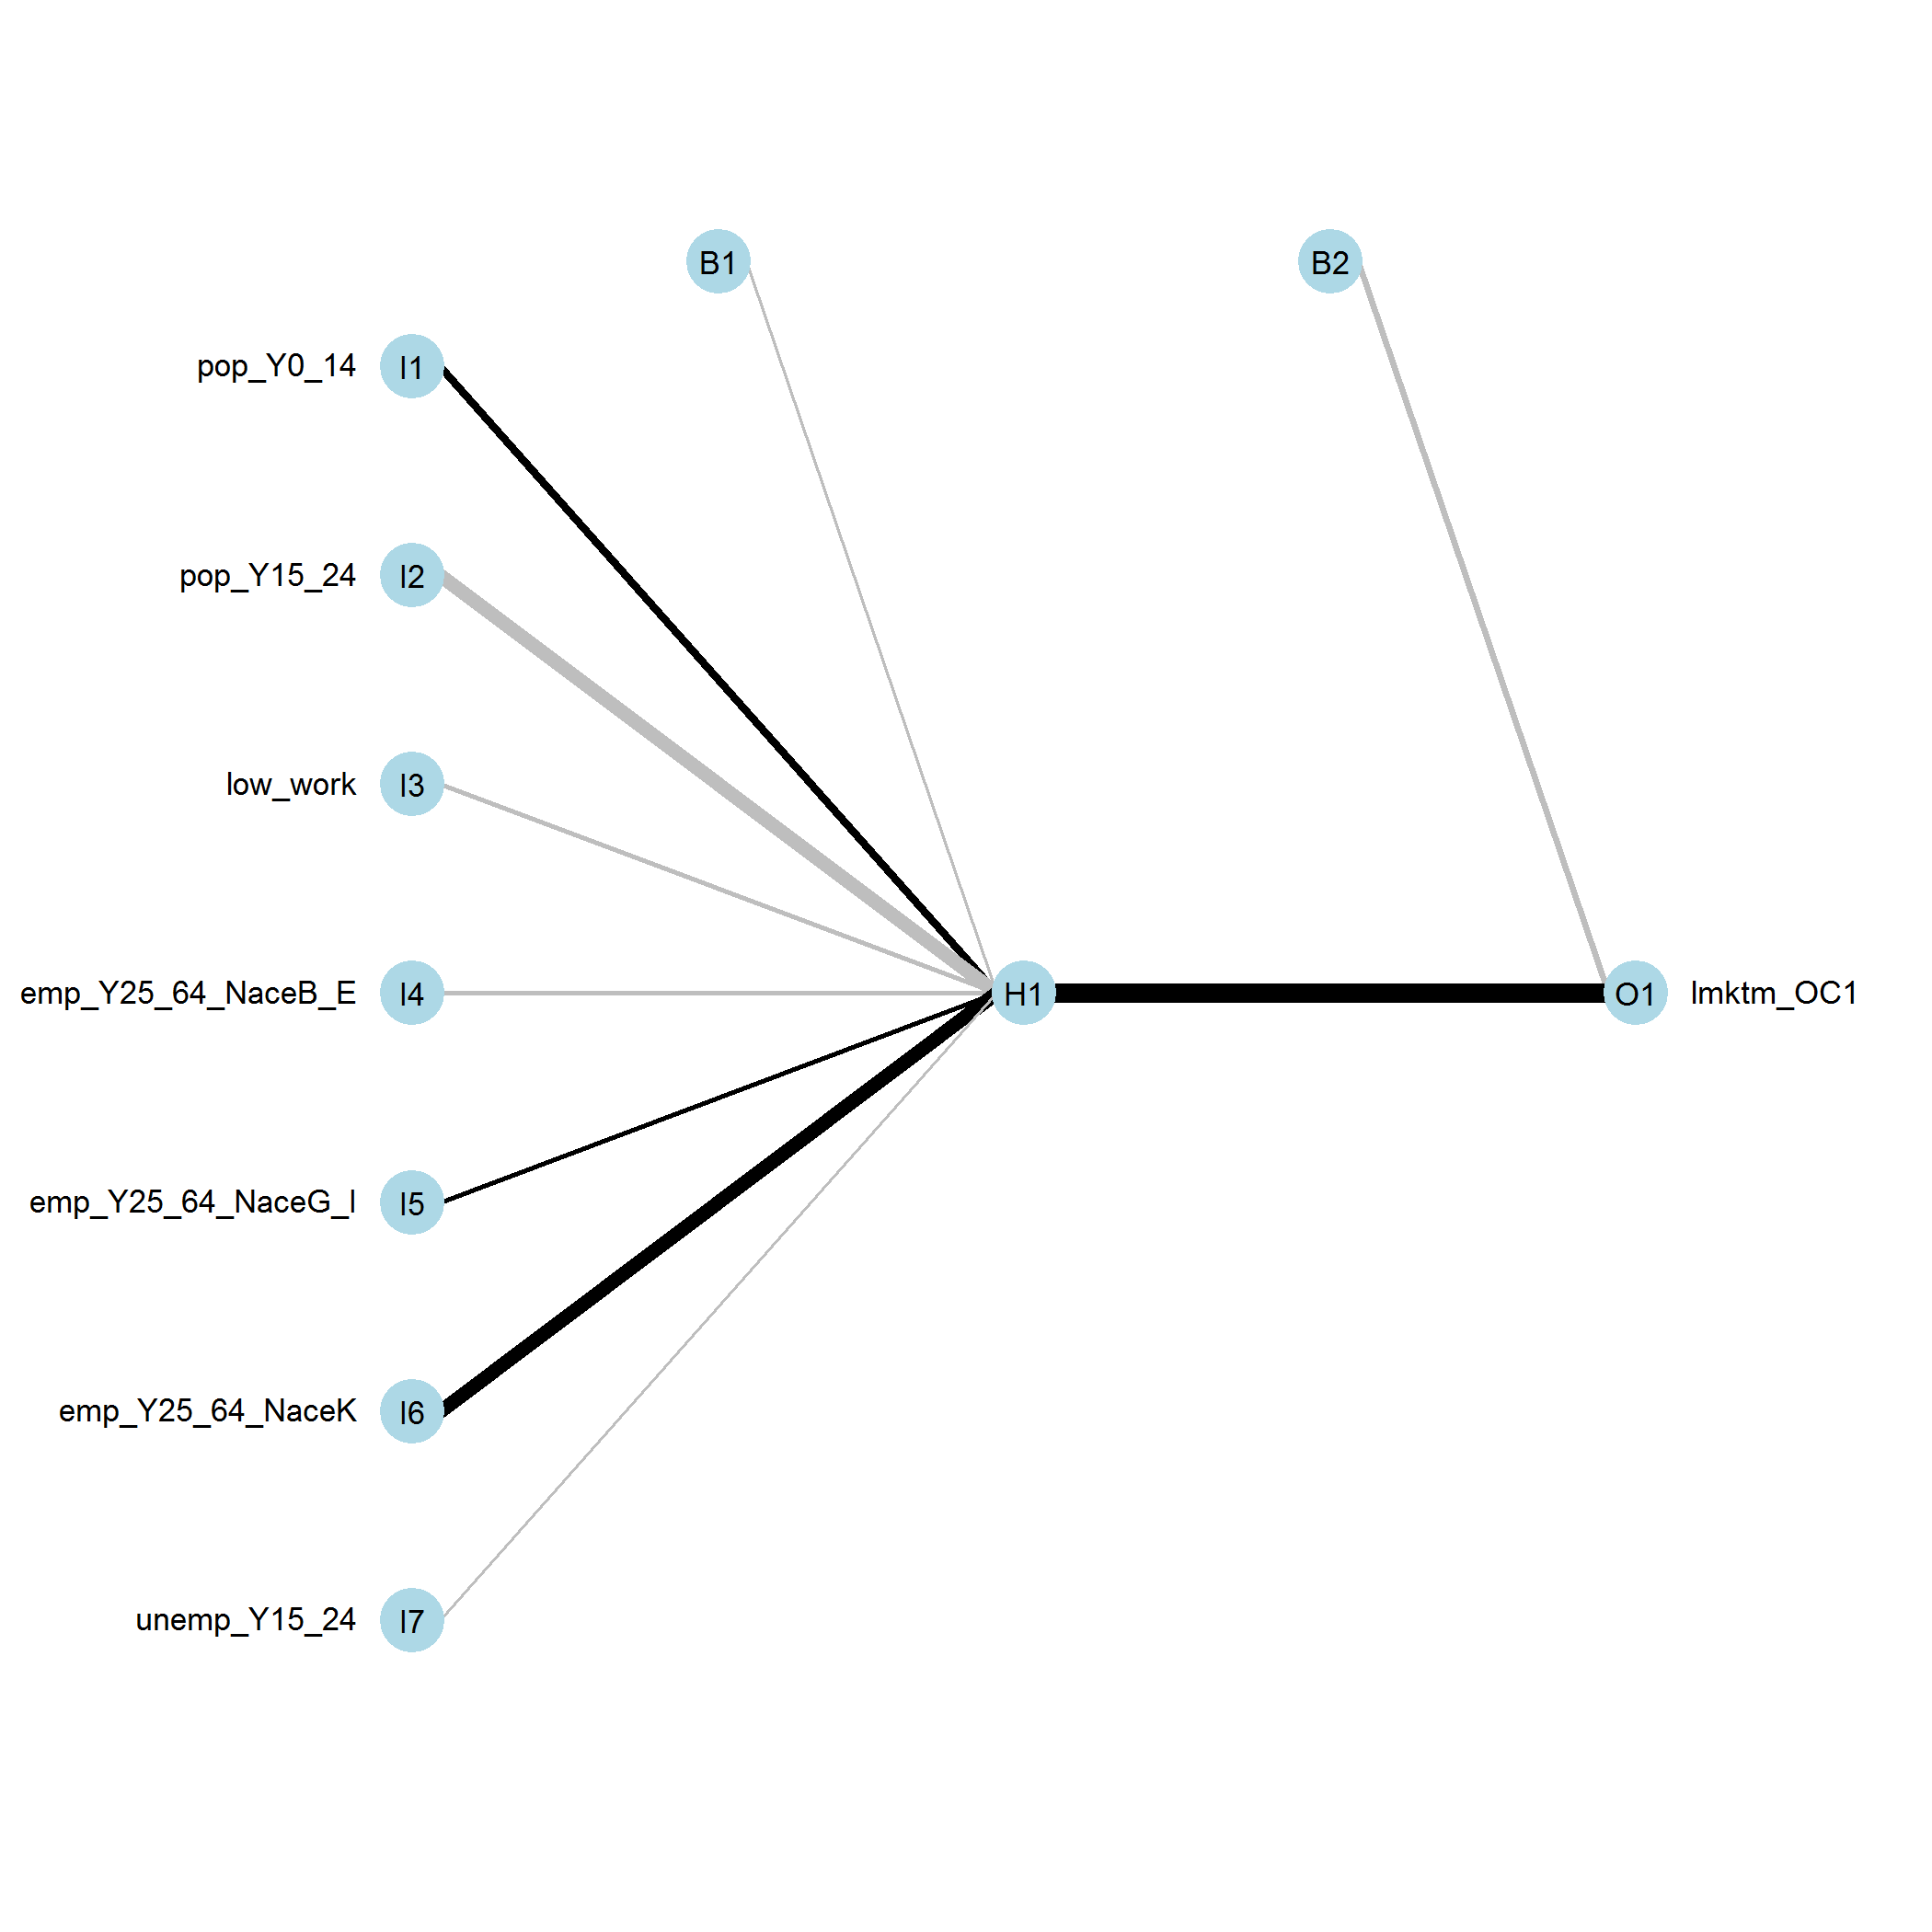 B1
B2
pop_Y0_14 I1
pop_Y15_24 I2
low_work I3
emp_Y25_64_NaceB_E I4
H1
O1 lmktm_OC1
emp_Y25_64_NaceG_I I5
emp_Y25_64_NaceK I6
unemp_Y15_24 I7